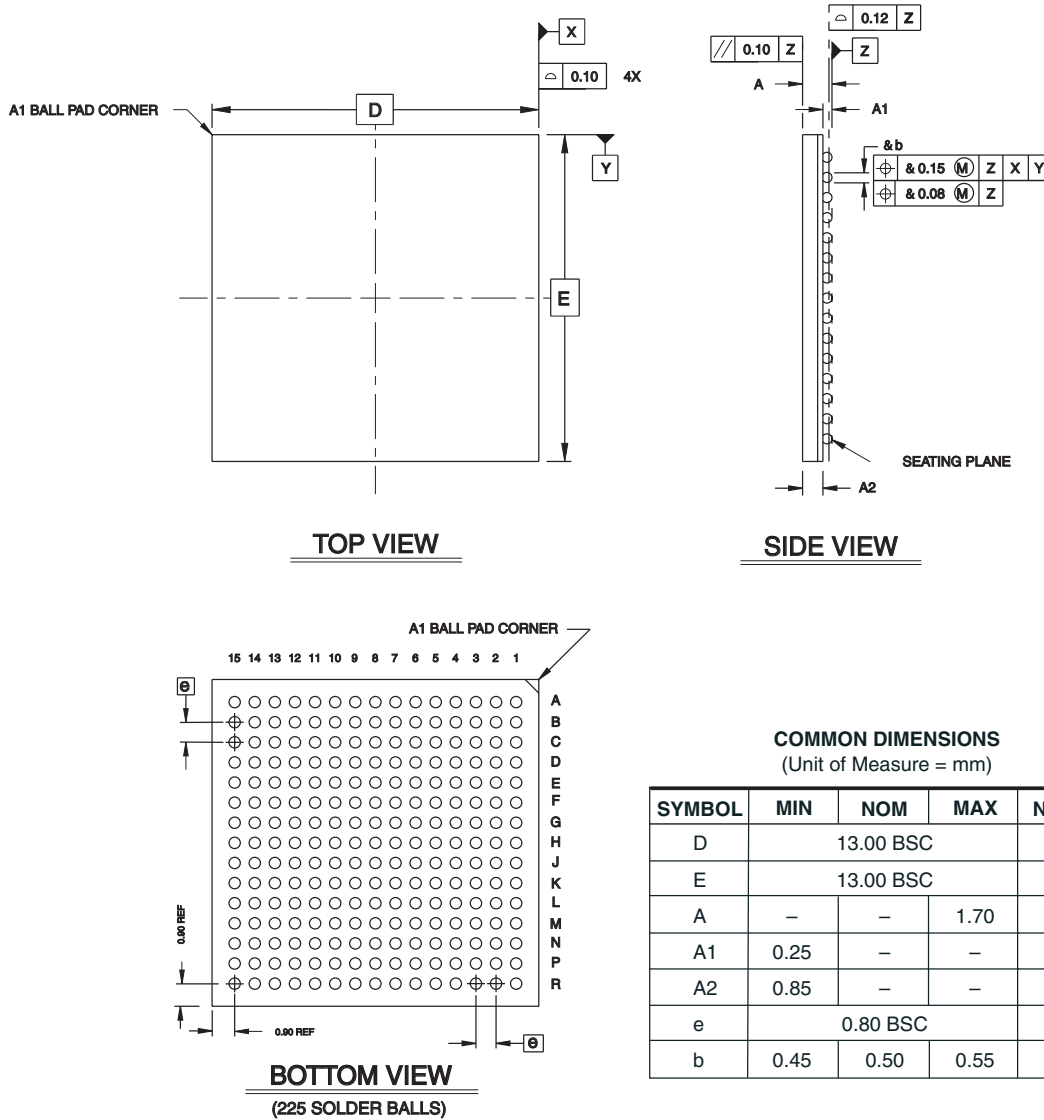 ⌓ 0.12 Z
X
// 0.10 Z
Z
⌓ 0.10 4X
A
A1
A1 BALL PAD CORNER
D
&b
Y
⌖ & 0.15 Ⓜ Z X Y
⌖ & 0.08 Ⓜ Z
E
SEATING PLANE
A2
TOP VIEW
SIDE VIEW
A1 BALL PAD CORNER
15 14 13 12 11 10 9 8 7 6 5 4 3 2 1
e
A
B
C
D
E
F
G
H
J
K
L
M
N
P
R
0.90 REF
0.90 REF
e
BOTTOM VIEW
(225 SOLDER BALLS)
COMMON DIMENSIONS
(Unit of Measure = mm)
SYMBOL MIN NOM MAX N
D 13.00 BSC
E 13.00 BSC
A – – 1.70
A1 0.25 – –
A2 0.85 – –
e 0.80 BSC
b 0.45 0.50 0.55